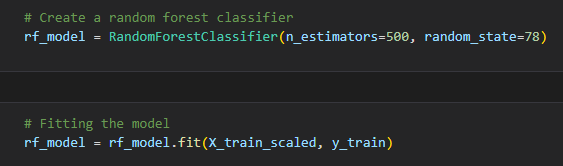 # Create a random forest classifier
rf_model = RandomForestClassifier(n_estimators=500, random_state=78)
# Fitting the model
rf_model = rf_model.fit(X_train_scaled, y_train)